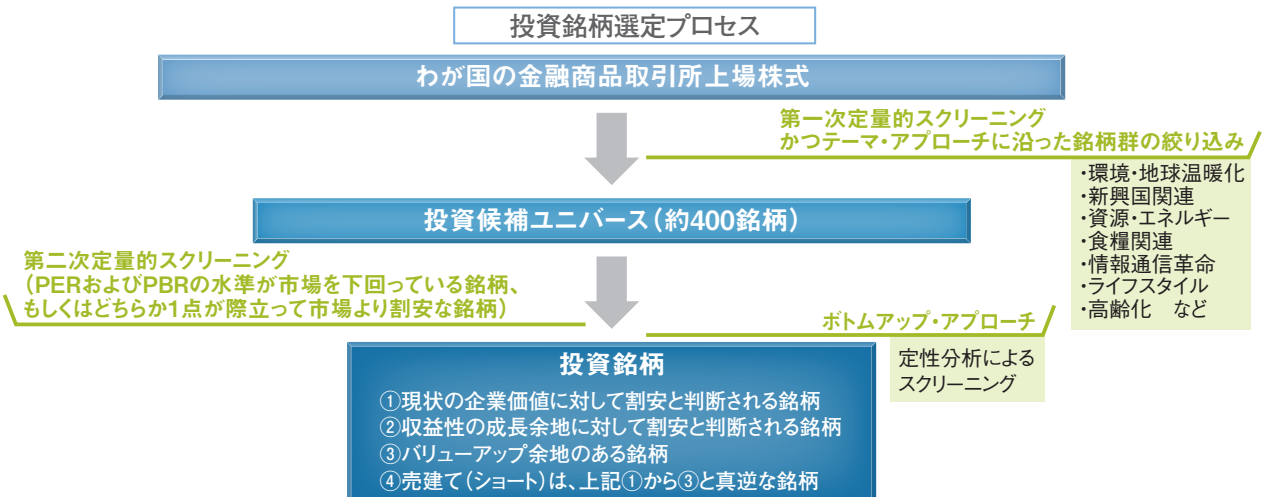 投資銘柄選定プロセス
わが国の金融商品取引所上場株式
第一次定量的スクリーニング
かつテーマ・アプローチに沿った銘柄群の絞り込み
・環境・地球温暖化
・新興国関連
・資源・エネルギー
・食糧関連
・情報通信革命
・ライフスタイル
・高齢化　など
投資候補ユニバース（約400銘柄）
第二次定量的スクリーニング
（PERおよびPBRの水準が市場を下回っている銘柄、
もしくはどちらか1点が際立って市場より割安な銘柄）
ボトムアップ・アプローチ
定性分析による
スクリーニング
投資銘柄
①現状の企業価値に対して割安と判断される銘柄
②収益性の成長余地に対して割安と判断される銘柄
③バリューアップ余地のある銘柄
④売建て（ショート）は、上記①から③と真逆な銘柄